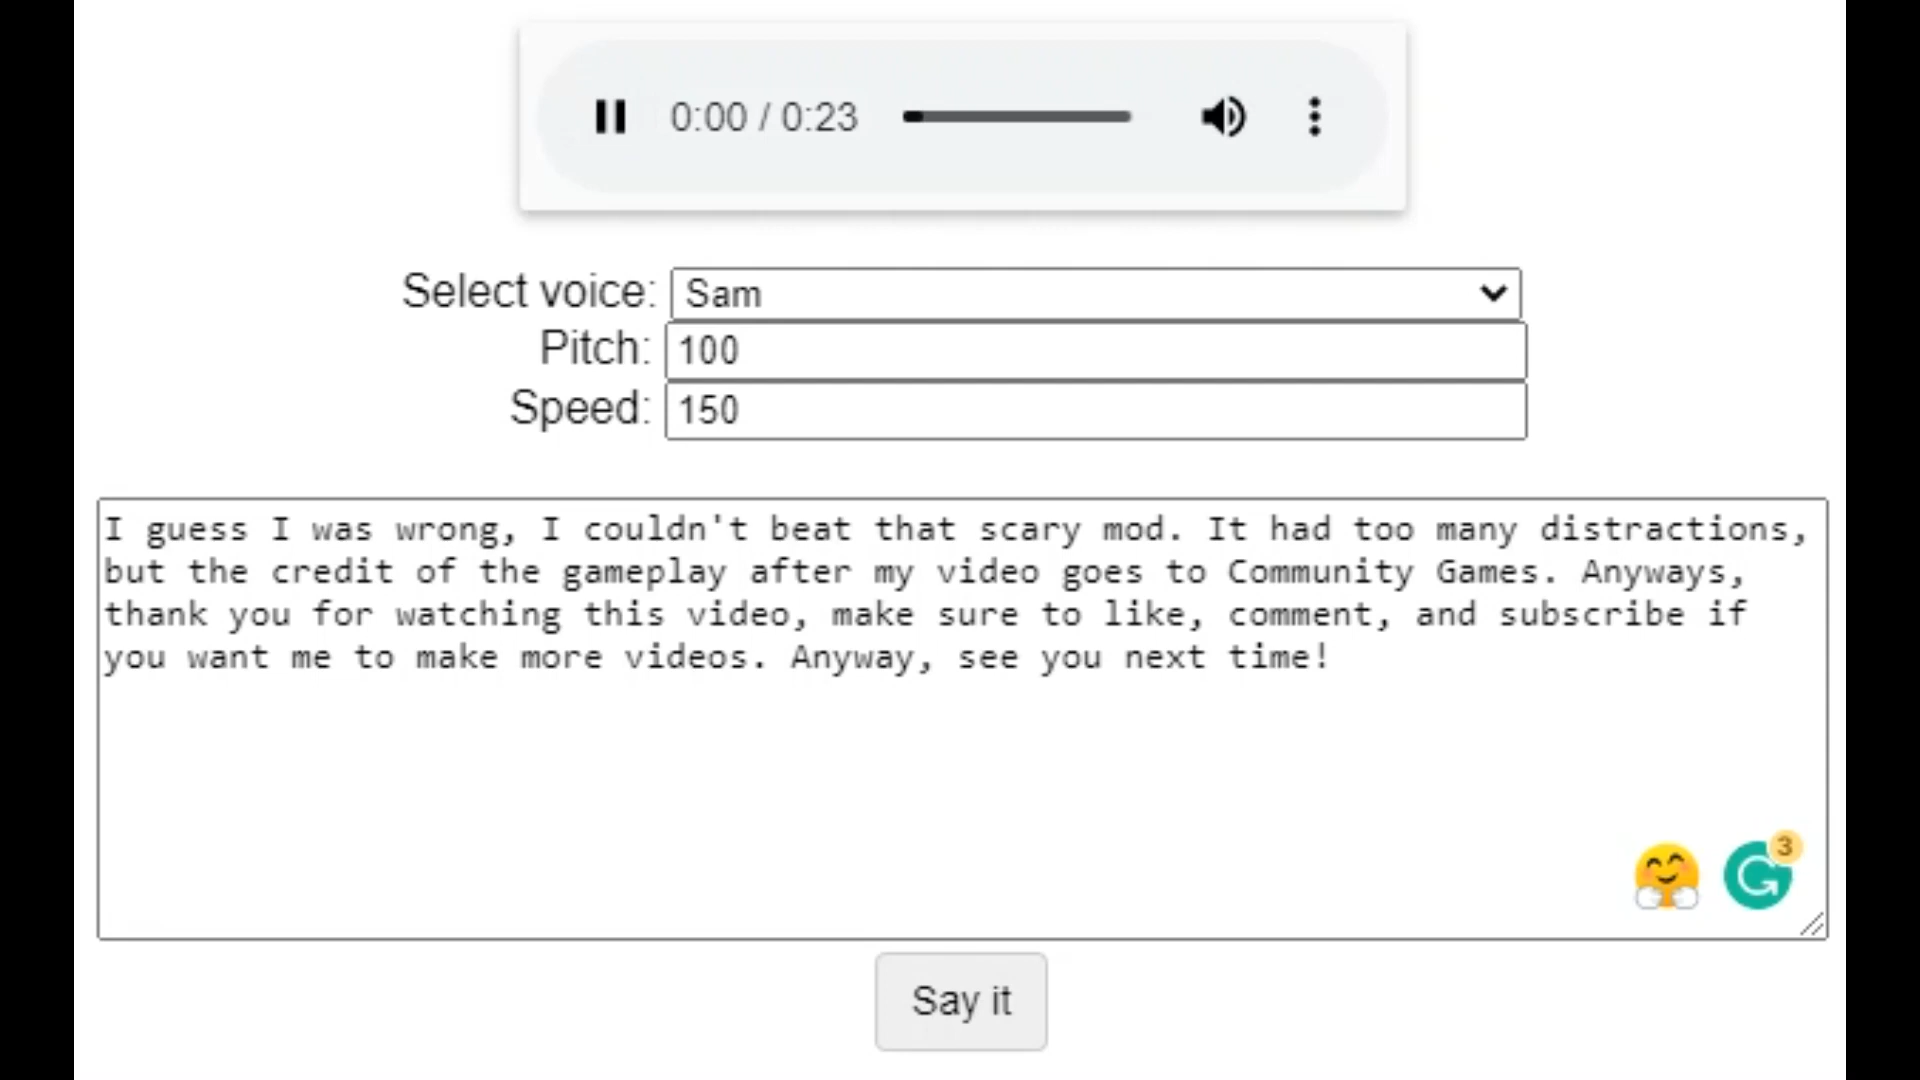 0:00 / 0:23
Select voice: Sam
Pitch: 100
Speed: 150
I guess I was wrong, I couldn't beat that scary mod. It had too many distractions,
but the credit of the gameplay after my video goes to Community Games. Anyways,
thank you for watching this video, make sure to like, comment, and subscribe if
you want me to make more videos. Anyway, see you next time!
3
Say it